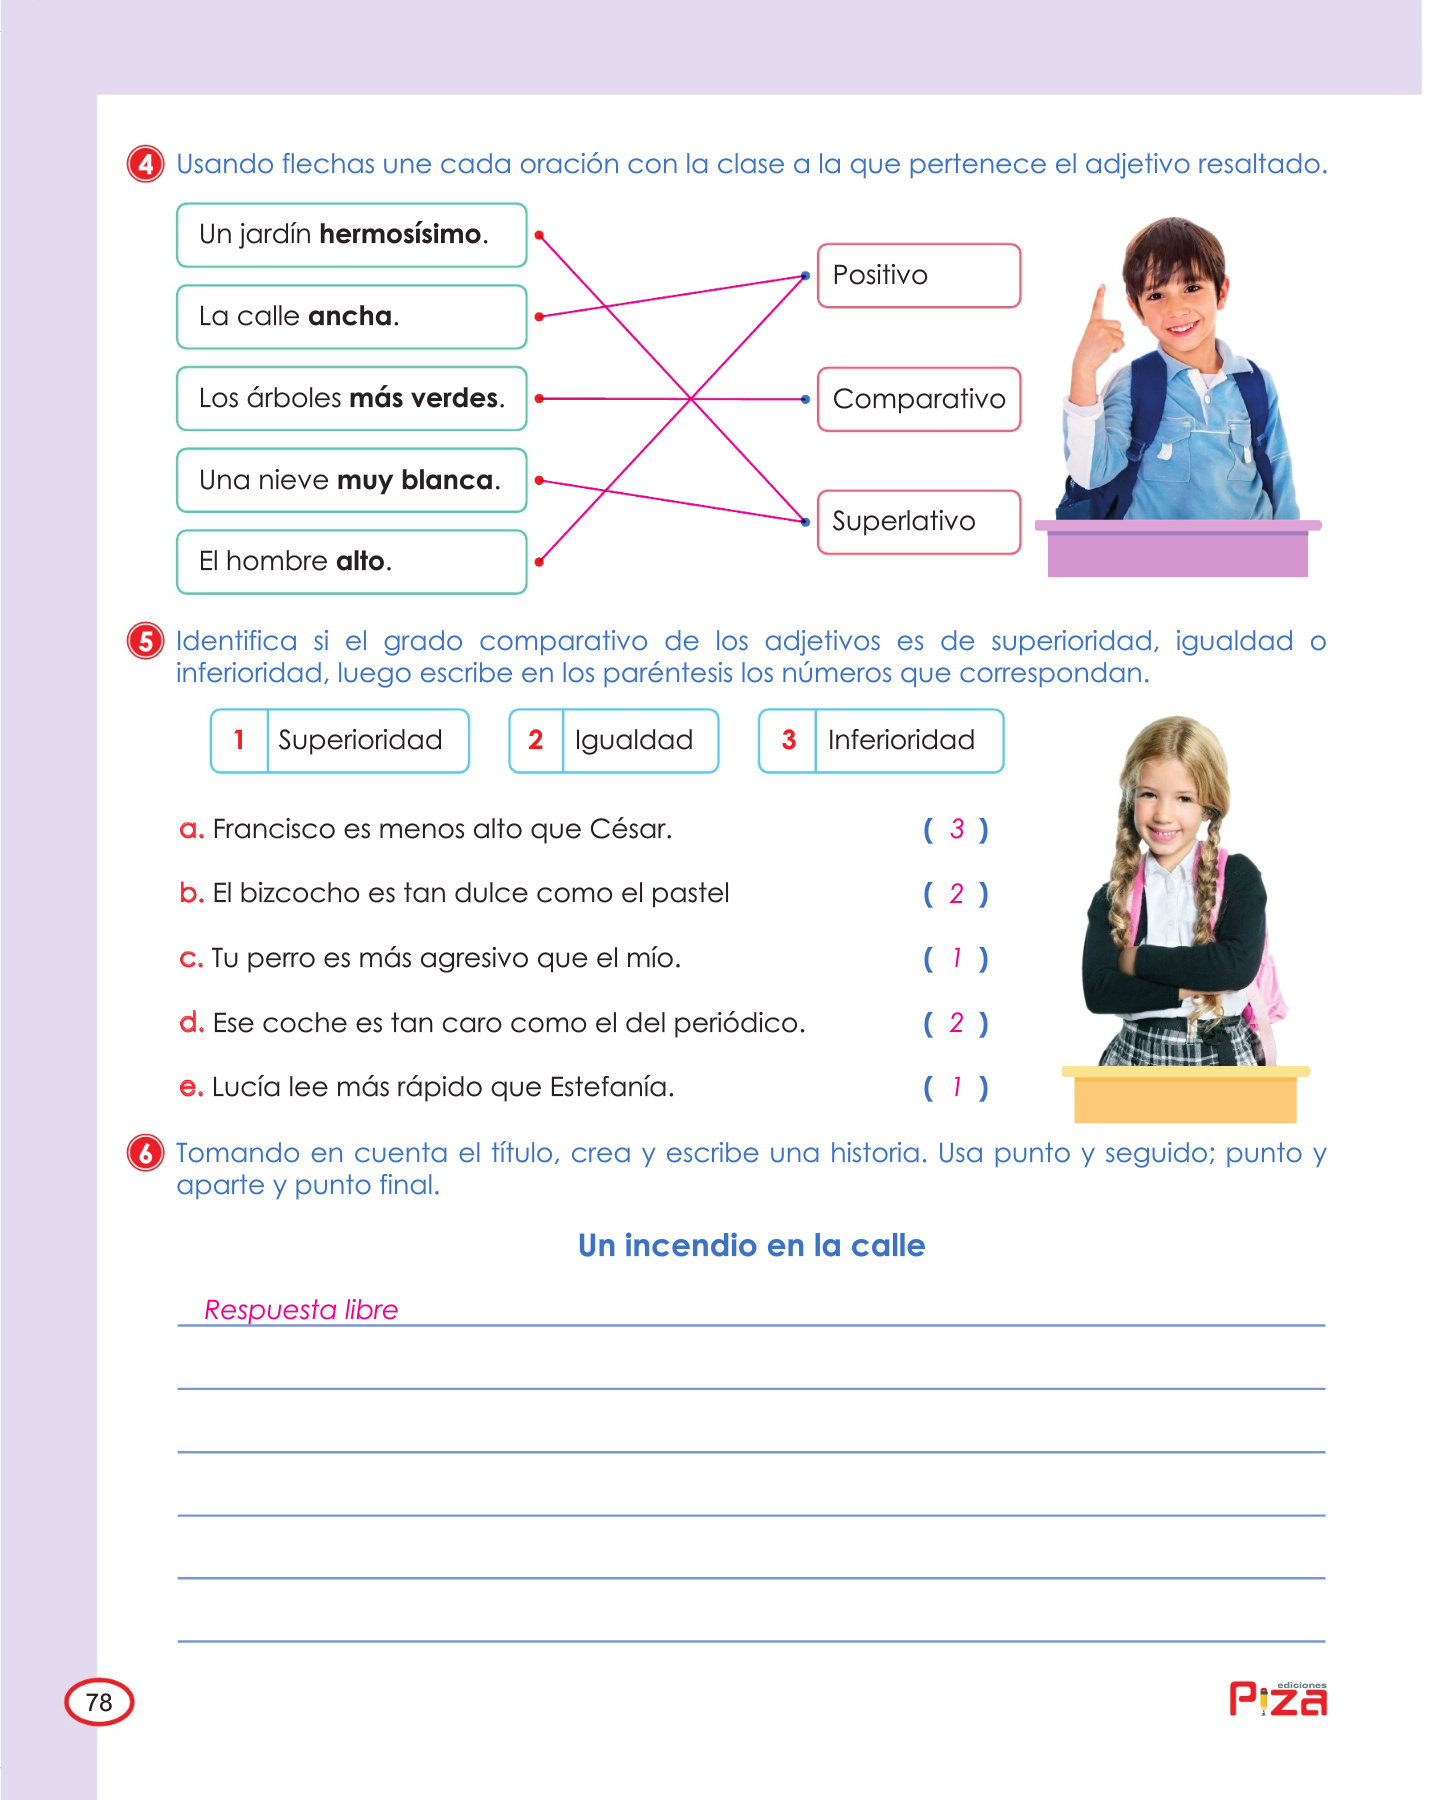 4 Usando flechas une cada oración con la clase a la que pertenece el adjetivo resaltado.
Un jardín hermosísimo.
La calle ancha.
Los árboles más verdes.
Una nieve muy blanca.
El hombre alto.
Positivo
Comparativo
Superlativo
5 Identifica si el grado comparativo de los adjetivos es de superioridad, igualdad o
inferioridad, luego escribe en los paréntesis los números que correspondan.
1 Superioridad 2 Igualdad 3 Inferioridad
a. Francisco es menos alto que César. ( 3 )
b. El bizcocho es tan dulce como el pastel ( 2 )
c. Tu perro es más agresivo que el mío. ( 1 )
d. Ese coche es tan caro como el del periódico. ( 2 )
e. Lucía lee más rápido que Estefanía. ( 1 )
6 Tomando en cuenta el título, crea y escribe una historia. Usa punto y seguido; punto y
aparte y punto final.
Un incendio en la calle
Respuesta libre
78
ediciones
Piza